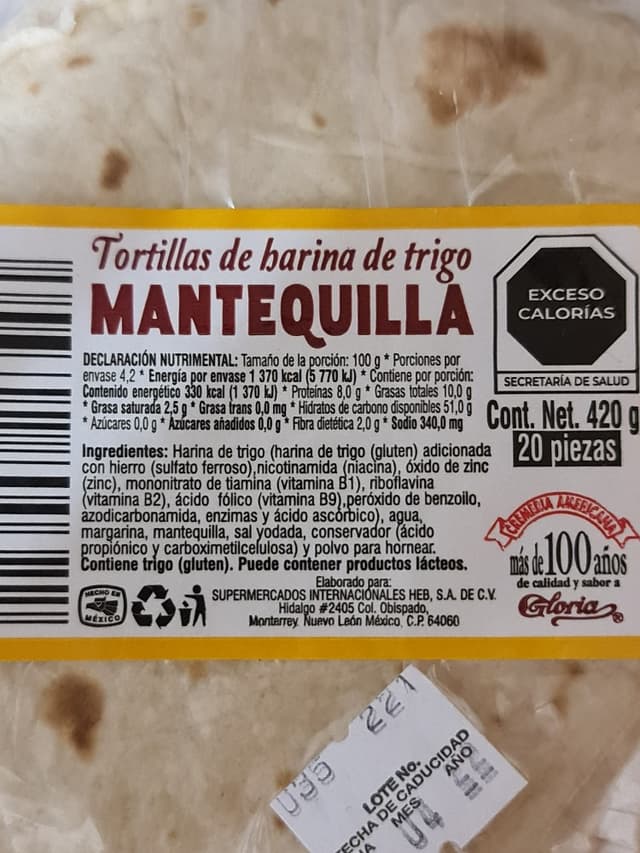 Tortillas de harina de trigo
MANTEQUILLA
DECLARACIÓN NUTRIMENTAL: Tamaño de la porción: 100 g * Porciones por
envase 4,2 * Energía por envase 1 370 kcal (5 770 kJ) * Contiene por porción:
Contenido energético 330 kcal (1 370 kJ) * Proteínas 8,0 g * Grasas totales 10,0 g
* Grasa saturada 2,5 g * Grasa trans 0,0 mg * Hidratos de carbono disponibles 51,0 g
* Azúcares 0,0 g * Azúcares añadidos 0,0 g * Fibra dietética 2,0 g * Sodio 340,0 mg
Ingredientes: Harina de trigo (harina de trigo (gluten) adicionada
con hierro (sulfato ferroso),nicotinamida (niacina), óxido de zinc
(zinc), mononitrato de tiamina (vitamina B1), riboflavina
(vitamina B2), ácido fólico (vitamina B9),peróxido de benzoilo,
azodicarbonamida, enzimas y ácido ascórbico), agua,
margarina, mantequilla, sal yodada, conservador (ácido
propiónico y carboximetilcelulosa) y polvo para hornear.
Contiene trigo (gluten). Puede contener productos lácteos.
Elaborado para:
SUPERMERCADOS INTERNACIONALES HEB, S.A. DE C.V.
Hidalgo #2405 Col. Obispado,
Monterrey, Nuevo León México, C.P. 64060
HECHO EN
MÉXICO
EXCESO
CALORÍAS
SECRETARÍA DE SALUD
Cont. Net. 420 g
20 piezas
CREMERIA AMERICANA
más de 100 años
de calidad y sabor a
Gloria ®
221
LOTE No.
FECHA DE CADUCIDAD
MES AÑO
04